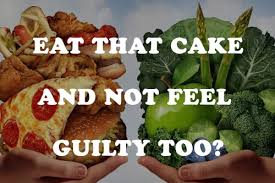 EAT THAT CAKE
AND NOT FEEL
GUILTY TOO?